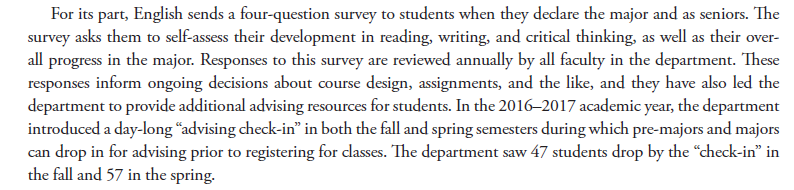 For its part, English sends a four-question survey to students when they declare the major and as seniors. The
survey asks them to self-assess their development in reading, writing, and critical thinking, as well as their over-
all progress in the major. Responses to this survey are reviewed annually by all faculty in the department. These
responses inform ongoing decisions about course design, assignments, and the like, and they have also led the
department to provide additional advising resources for students. In the 2016–2017 academic year, the department
introduced a day-long “advising check-in” in both the fall and spring semesters during which pre-majors and majors
can drop in for advising prior to registering for classes. The department saw 47 students drop by the “check-in” in
the fall and 57 in the spring.